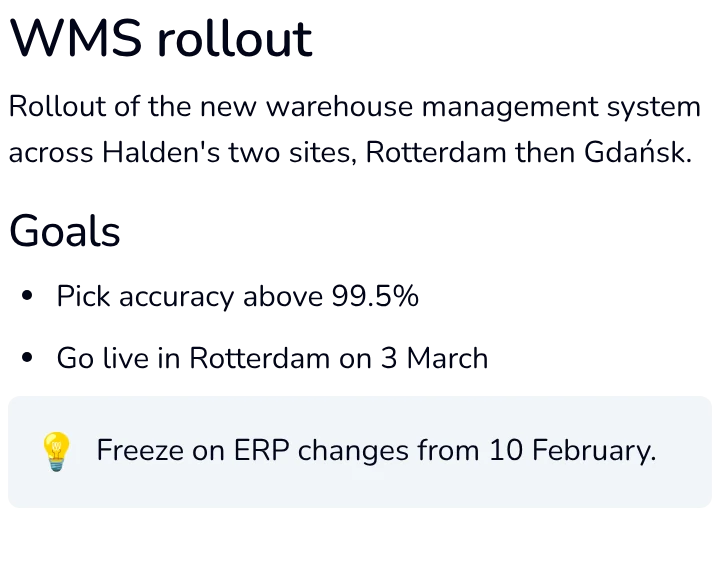 WMS rollout
Rollout of the new warehouse management system
across Halden's two sites, Rotterdam then Gdańsk.
Goals
• Pick accuracy above 99.5%
• Go live in Rotterdam on 3 March
💡 Freeze on ERP changes from 10 February.